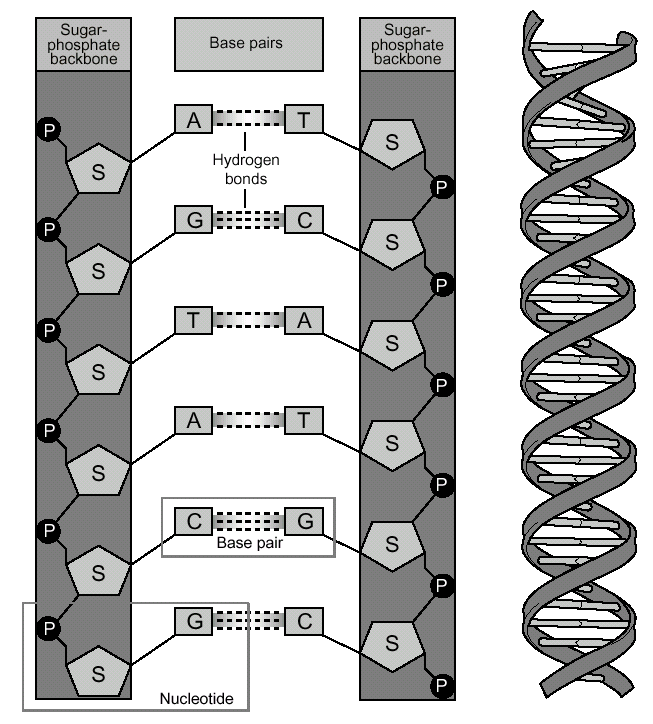 Sugar-
phosphate
backbone
Base pairs
Sugar-
phosphate
backbone
A T
P S
S
Hydrogen
bonds
P
G C
P S
S
P
T A
P S
S
P
A T
P S
S
P
C G
Base pair
P S
S
P
G C
P S
S
P
Nucleotide